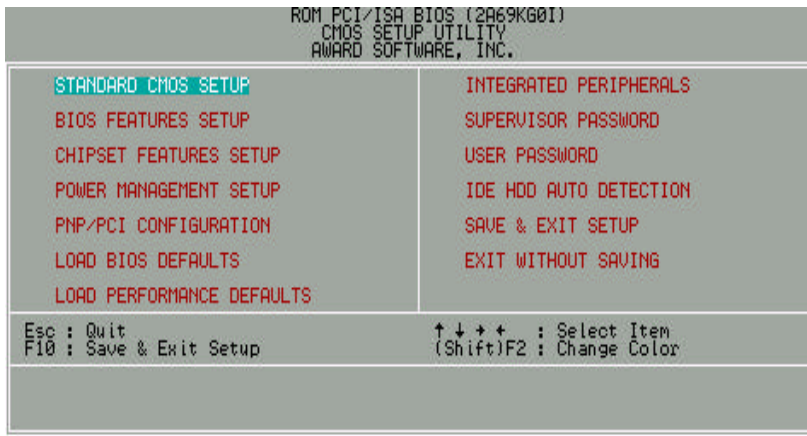 ROM PCI/ISA BIOS (2A69KG0I)
CMOS SETUP UTILITY
AWARD SOFTWARE, INC.
STANDARD CMOS SETUP
BIOS FEATURES SETUP
CHIPSET FEATURES SETUP
POWER MANAGEMENT SETUP
PNP/PCI CONFIGURATION
LOAD BIOS DEFAULTS
LOAD PERFORMANCE DEFAULTS
INTEGRATED PERIPHERALS
SUPERVISOR PASSWORD
USER PASSWORD
IDE HDD AUTO DETECTION
SAVE & EXIT SETUP
EXIT WITHOUT SAVING
Esc : Quit
F10 : Save & Exit Setup
↑ ↓ → ← : Select Item
(Shift)F2 : Change Color